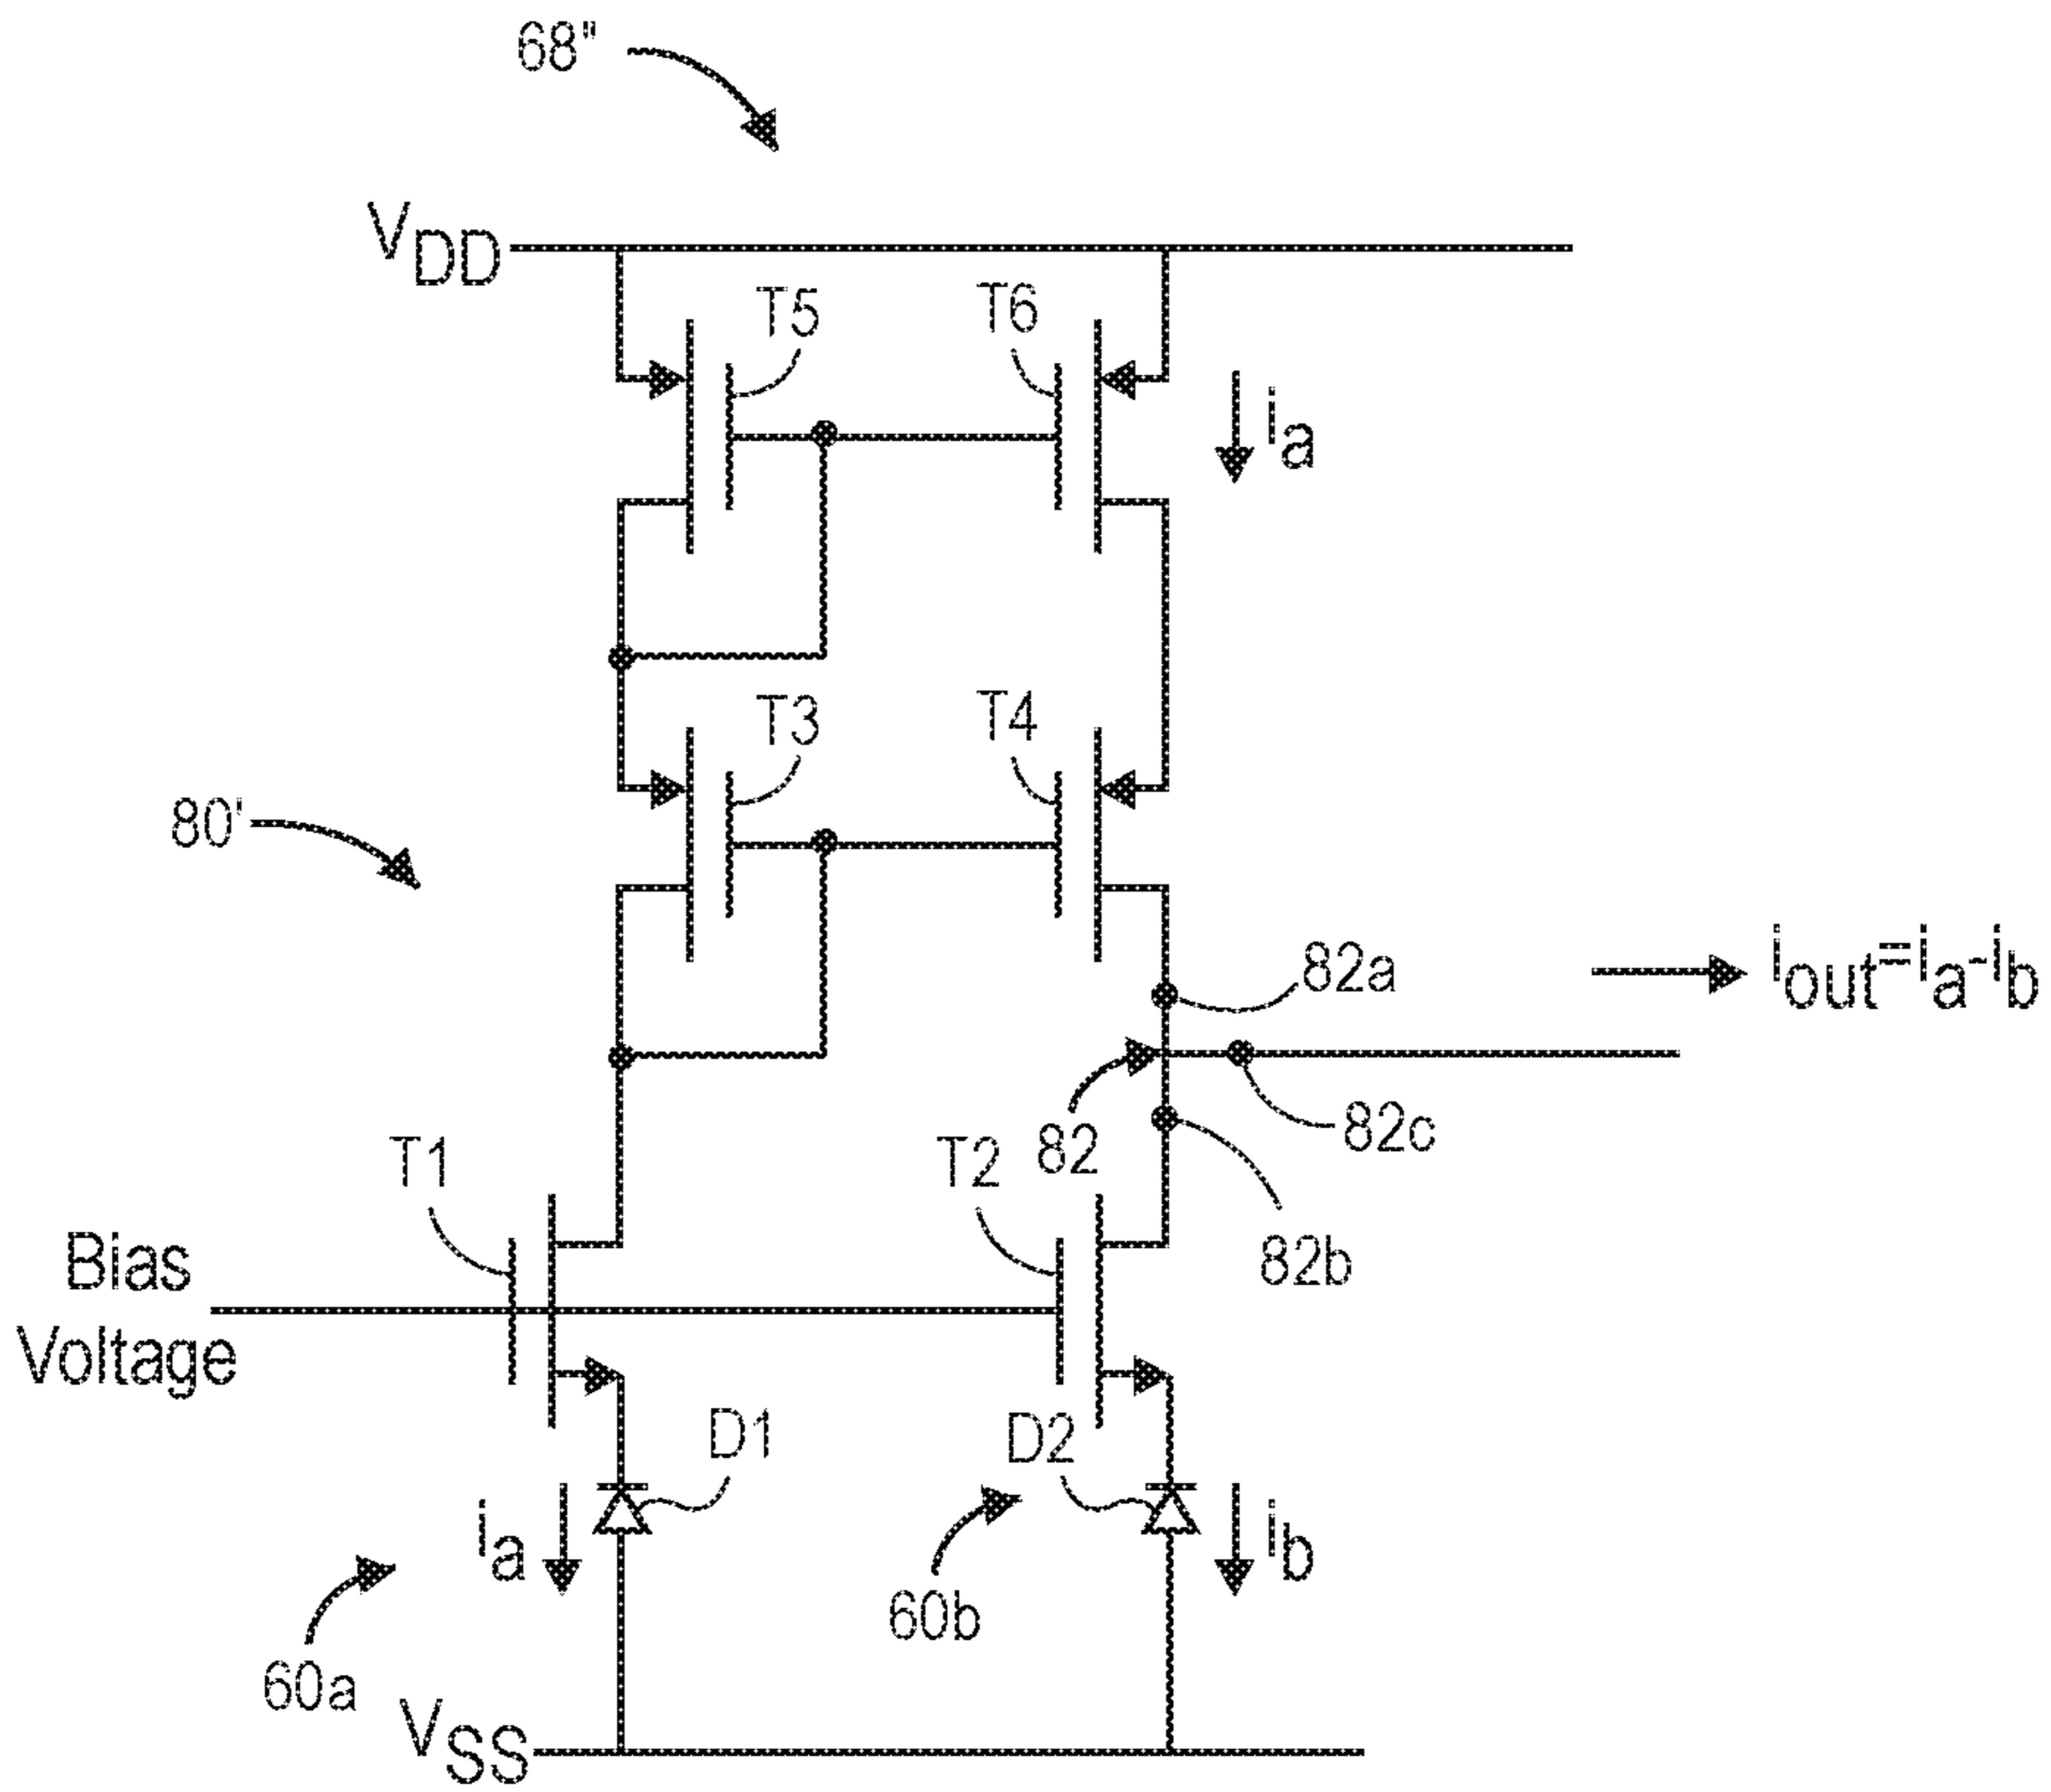 68"
VDD
T5
T6
ia
T3
T4
80'
82a
iout=ia-ib
82
82c
T1
T2
82b
Bias
Voltage
D1
D2
ia
ib
60b
60a
VSS